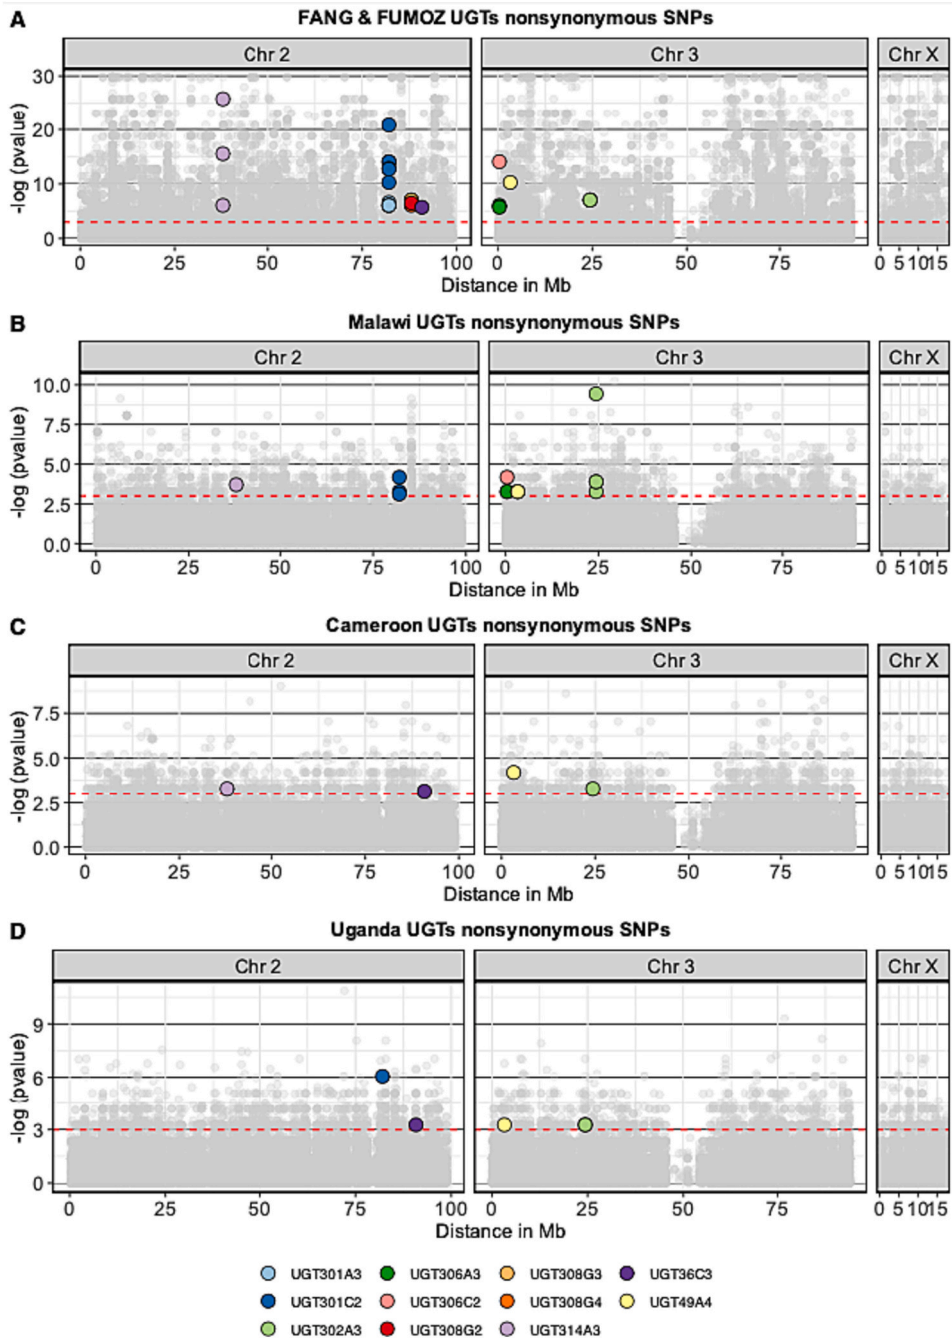 A
FANG & FUMOZ UGTs nonsynonymous SNPs
Chr 2
Chr 3
Chr X
30
20
10
0
-log (pvalue)
0 25 50 75 100 0 25 50 75 0 5 10 15
Distance in Mb
B
Malawi UGTs nonsynonymous SNPs
Chr 2
Chr 3
Chr X
10.0
7.5
5.0
2.5
0.0
-log (pvalue)
0 25 50 75 100 0 25 50 75 0 5 10 15
Distance in Mb
C
Cameroon UGTs nonsynonymous SNPs
Chr 2
Chr 3
Chr X
7.5
5.0
2.5
0.0
-log (pvalue)
0 25 50 75 100 0 25 50 75 0 5 10 15
Distance in Mb
D
Uganda UGTs nonsynonymous SNPs
Chr 2
Chr 3
Chr X
9
6
3
0
-log (pvalue)
0 25 50 75 100 0 25 50 75 0 5 10 15
Distance in Mb
UGT301A3 UGT306A3 UGT308G3 UGT36C3
UGT301C2 UGT306C2 UGT308G4 UGT49A4
UGT302A3 UGT308G2 UGT314A3